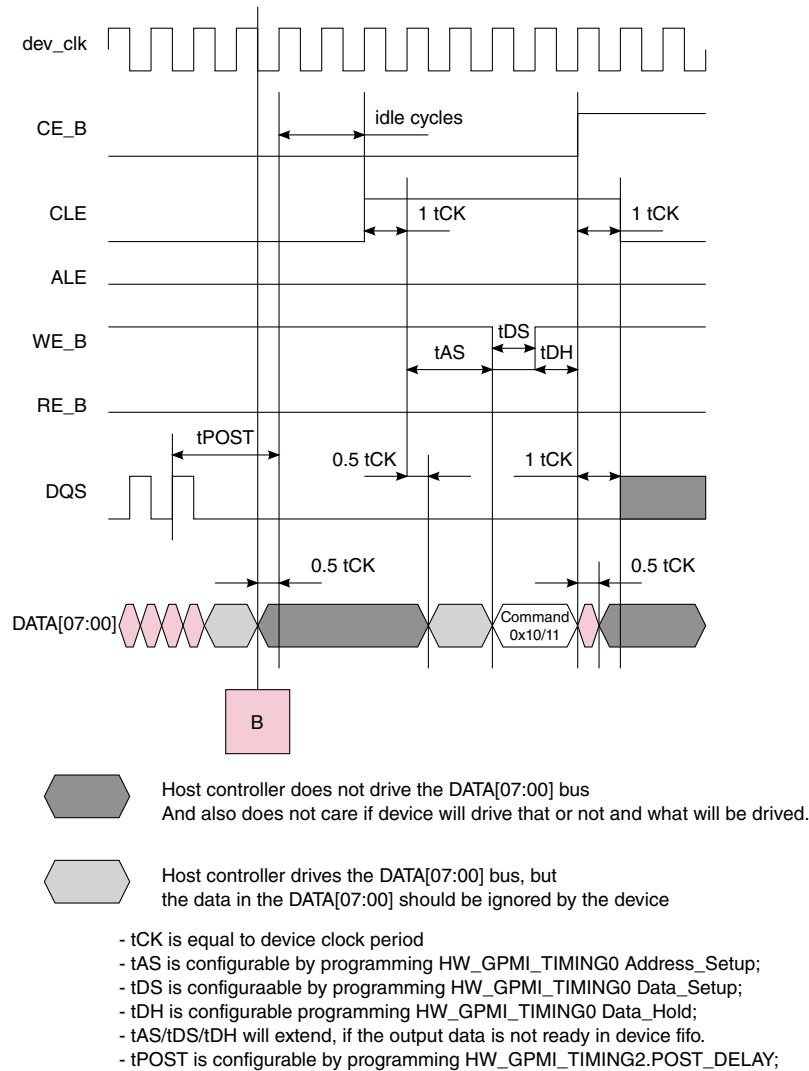 dev_clk
CE_B
idle cycles
CLE
1 tCK
1 tCK
ALE
WE_B
tDS
tAS
tDH
RE_B
tPOST
0.5 tCK
1 tCK
DQS
0.5 tCK
0.5 tCK
DATA[07:00]
Command
0x10/11
B
Host controller does not drive the DATA[07:00] bus
And also does not care if device will drive that or not and what will be drived.
Host controller drives the DATA[07:00] bus, but
the data in the DATA[07:00] should be ignored by the device
- tCK is equal to device clock period
- tAS is configurable by programming HW_GPMI_TIMING0 Address_Setup;
- tDS is configuraable by programming HW_GPMI_TIMING0 Data_Setup;
- tDH is configurable programming HW_GPMI_TIMING0 Data_Hold;
- tAS/tDS/tDH will extend, if the output data is not ready in device fifo.
- tPOST is configurable by programming HW_GPMI_TIMING2.POST_DELAY;